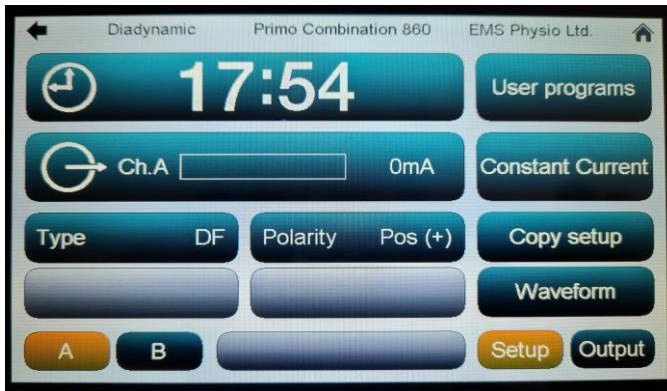 Diadynamic Primo Combination 860 EMS Physio Ltd.
17:54 User programs
Ch.A 0mA Constant Current
Type DF Polarity Pos (+) Copy setup
Waveform
A B Setup Output